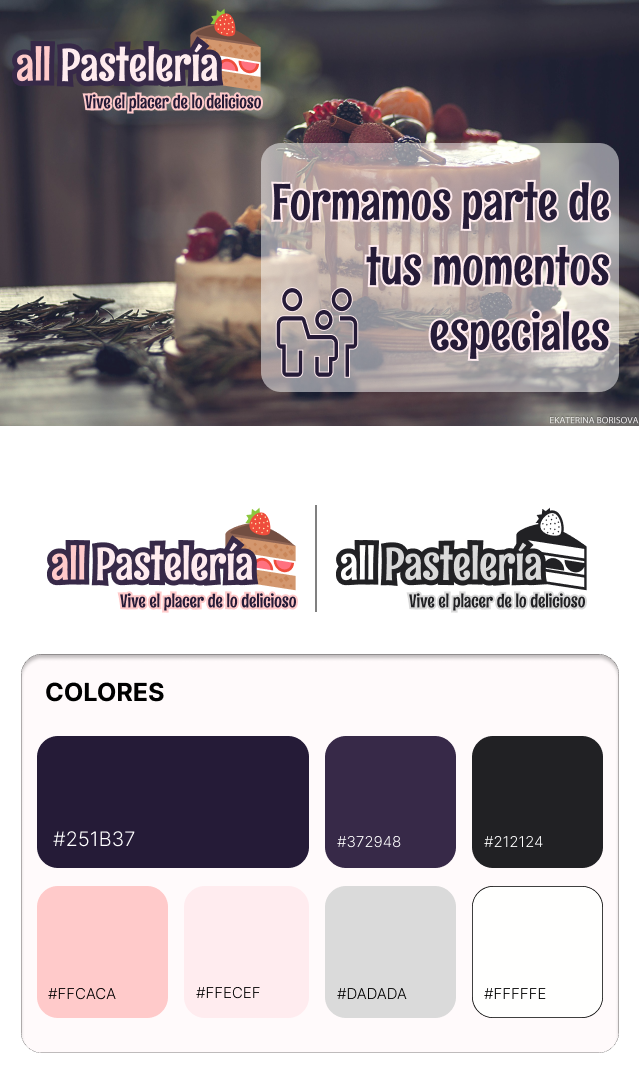 all Pastelería
Vive el placer de lo delicioso
Formamos parte de
tus momentos
especiales
EKATERINA BORISOVA
all Pastelería
Vive el placer de lo delicioso
all Pastelería
Vive el placer de lo delicioso
COLORES
#251B37
#372948
#212124
#FFCACA
#FFECEF
#DADADA
#FFFFFE